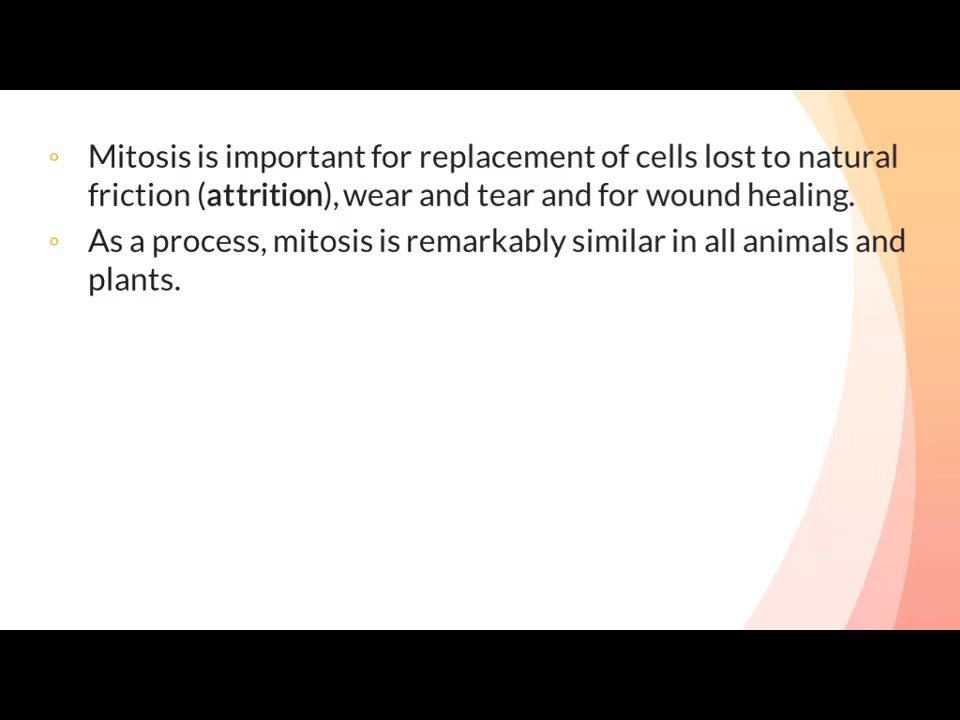 Mitosis is important for replacement of cells lost to natural
friction (attrition), wear and tear and for wound healing.
As a process, mitosis is remarkably similar in all animals and
plants.